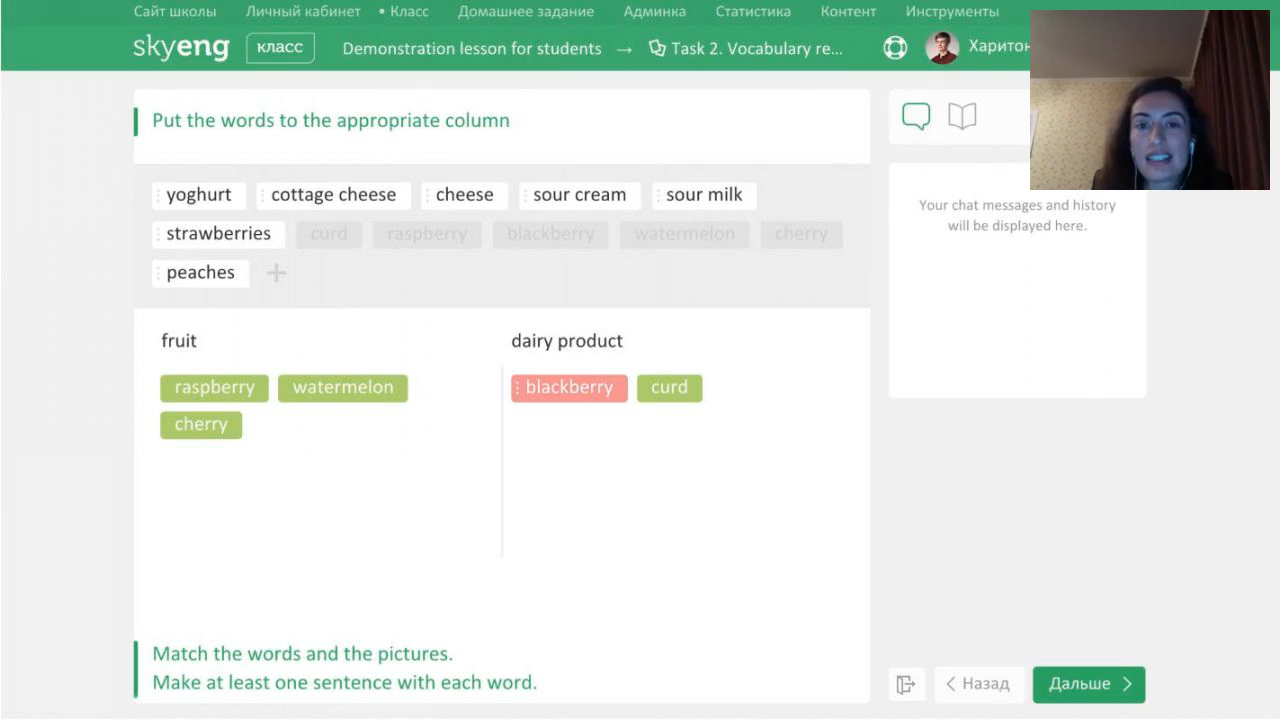 Сайт школы Личный кабинет • Класс Домашнее задание Админка Статистика Контент Инструменты
skyeng класс Demonstration lesson for students → Task 2. Vocabulary re... Харитон
Put the words to the appropriate column
yoghurt cottage cheese cheese sour cream sour milk
strawberries curd raspberry blackberry watermelon cherry
peaches +
Your chat messages and history
will be displayed here.
fruit dairy product
raspberry watermelon blackberry curd
cherry
Match the words and the pictures.
Make at least one sentence with each word.
Назад Дальше